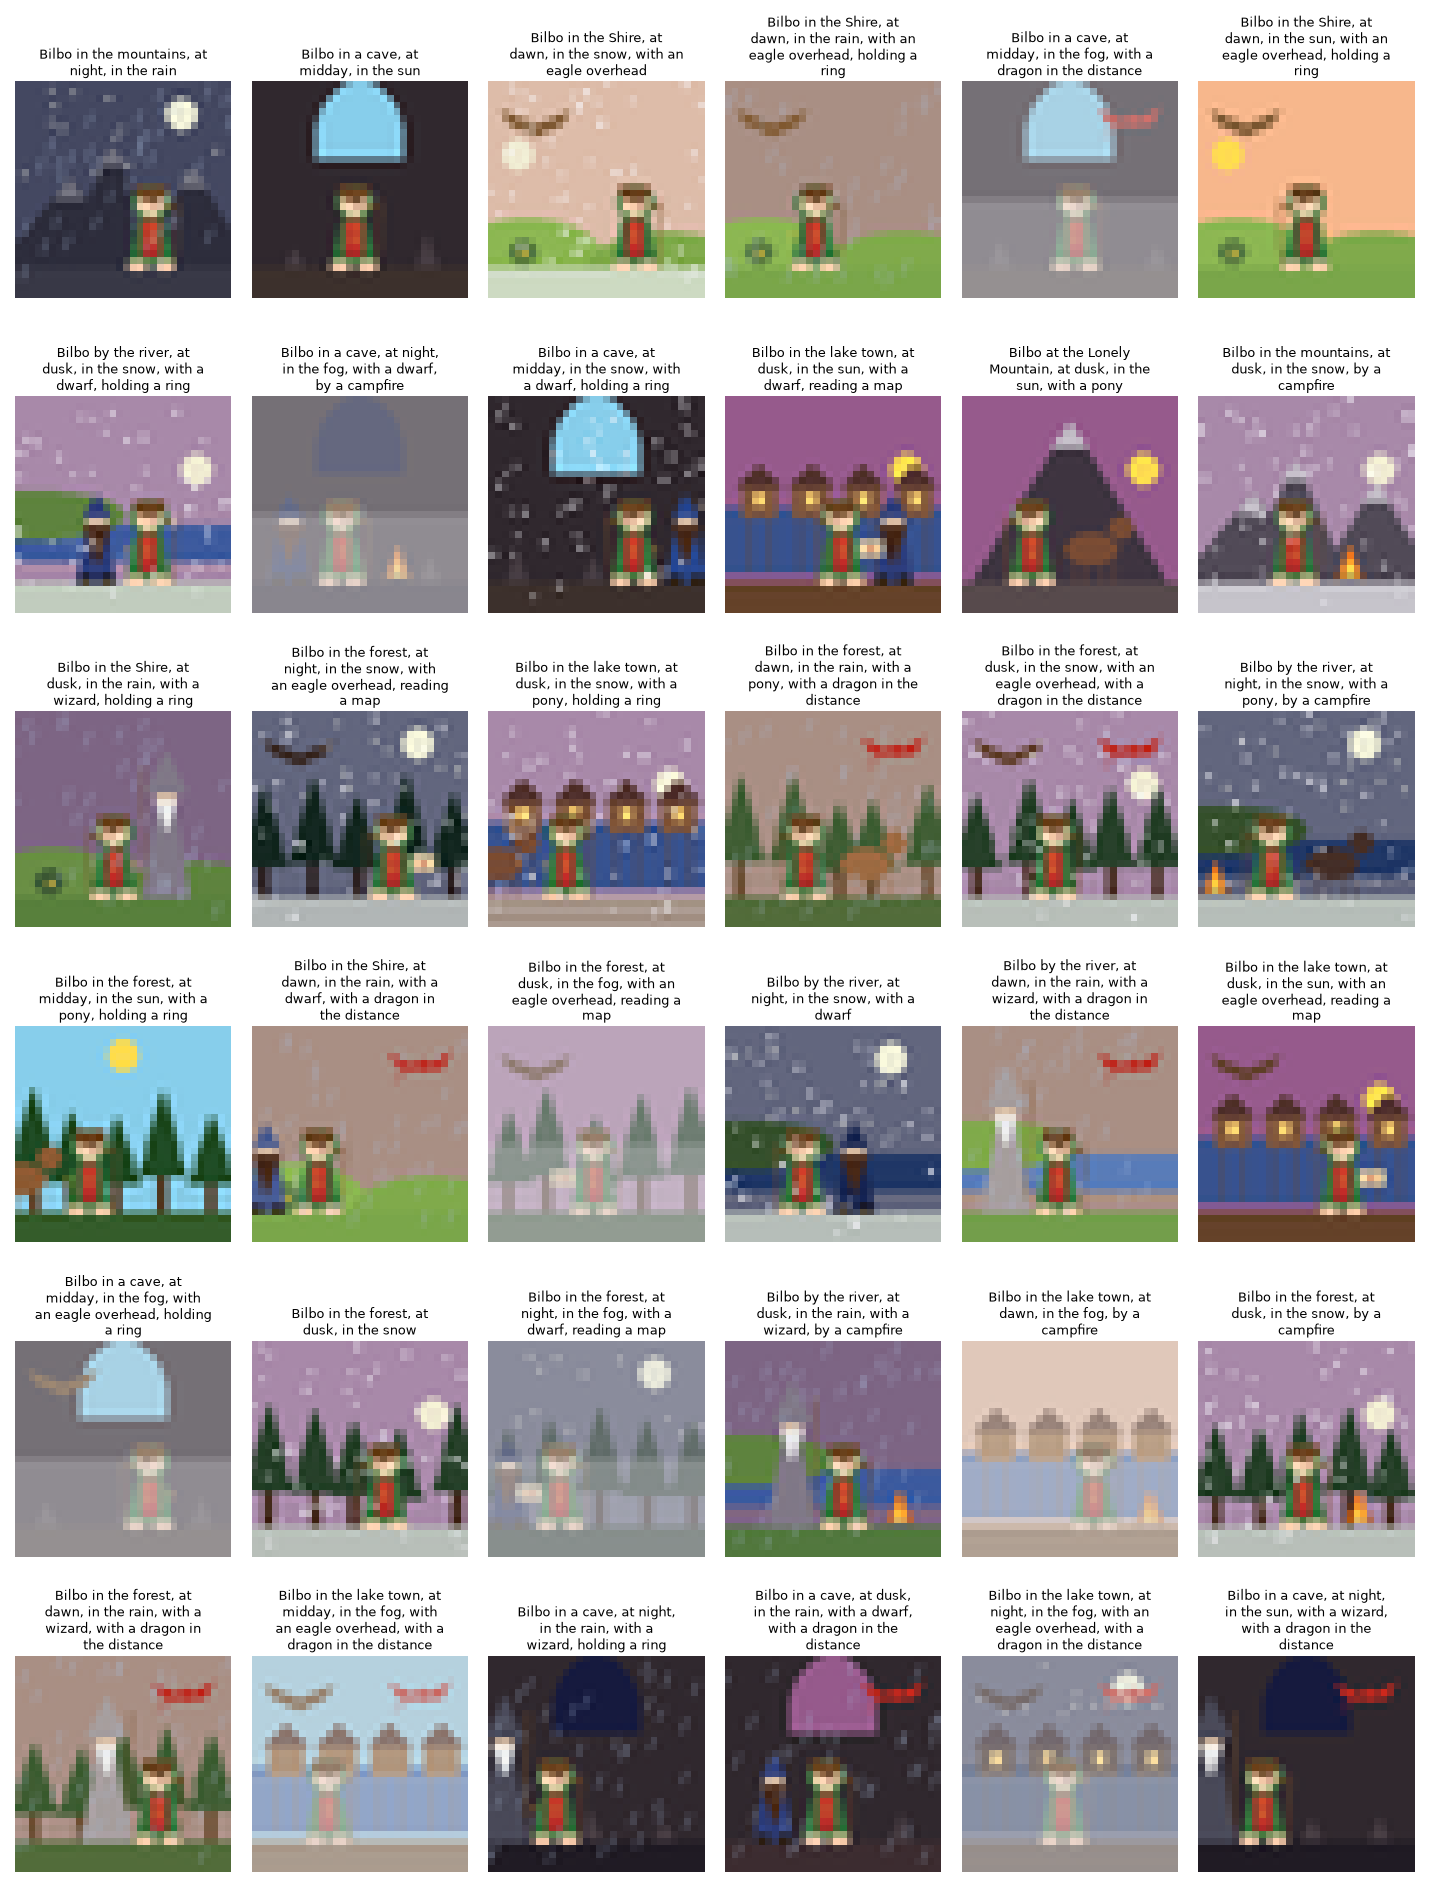 Bilbo in the mountains, at
night, in the rain
Bilbo in a cave, at
midday, in the sun
Bilbo in the Shire, at
dawn, in the snow, with an
eagle overhead
Bilbo in the Shire, at
dawn, in the rain, with an
eagle overhead, holding a
ring
Bilbo in a cave, at
midday, in the fog, with a
dragon in the distance
Bilbo in the Shire, at
dawn, in the sun, with an
eagle overhead, holding a
ring
Bilbo by the river, at
dusk, in the snow, with a
dwarf, holding a ring
Bilbo in a cave, at night,
in the fog, with a dwarf,
by a campfire
Bilbo in a cave, at
midday, in the snow, with
a dwarf, holding a ring
Bilbo in the lake town, at
dusk, in the sun, with a
dwarf, reading a map
Bilbo at the Lonely
Mountain, at dusk, in the
sun, with a pony
Bilbo in the mountains, at
dusk, in the snow, by a
campfire
Bilbo in the Shire, at
dusk, in the rain, with a
wizard, holding a ring
Bilbo in the forest, at
night, in the snow, with
an eagle overhead, reading
a map
Bilbo in the lake town, at
dusk, in the snow, with a
pony, holding a ring
Bilbo in the forest, at
dawn, in the rain, with a
pony, with a dragon in the
distance
Bilbo in the forest, at
dusk, in the snow, with an
eagle overhead, with a
dragon in the distance
Bilbo by the river, at
night, in the snow, with a
pony, by a campfire
Bilbo in the forest, at
midday, in the sun, with a
pony, holding a ring
Bilbo in the Shire, at
dawn, in the rain, with a
dwarf, with a dragon in
the distance
Bilbo in the forest, at
dusk, in the fog, with an
eagle overhead, reading a
map
Bilbo by the river, at
night, in the snow, with a
dwarf
Bilbo by the river, at
dawn, in the rain, with a
wizard, with a dragon in
the distance
Bilbo in the lake town, at
dusk, in the sun, with an
eagle overhead, reading a
map
Bilbo in a cave, at
midday, in the fog, with
an eagle overhead, holding
a ring
Bilbo in the forest, at
dusk, in the snow
Bilbo in the forest, at
night, in the fog, with a
dwarf, reading a map
Bilbo by the river, at
dusk, in the rain, with a
wizard, by a campfire
Bilbo in the lake town, at
dawn, in the fog, by a
campfire
Bilbo in the forest, at
dusk, in the snow, by a
campfire
Bilbo in the forest, at
dawn, in the rain, with a
wizard, with a dragon in
the distance
Bilbo in the lake town, at
midday, in the fog, with
an eagle overhead, with a
dragon in the distance
Bilbo in a cave, at night,
in the rain, with a
wizard, holding a ring
Bilbo in a cave, at dusk,
in the rain, with a dwarf,
with a dragon in the
distance
Bilbo in the lake town, at
night, in the fog, with an
eagle overhead, with a
dragon in the distance
Bilbo in a cave, at night,
in the sun, with a wizard,
with a dragon in the
distance